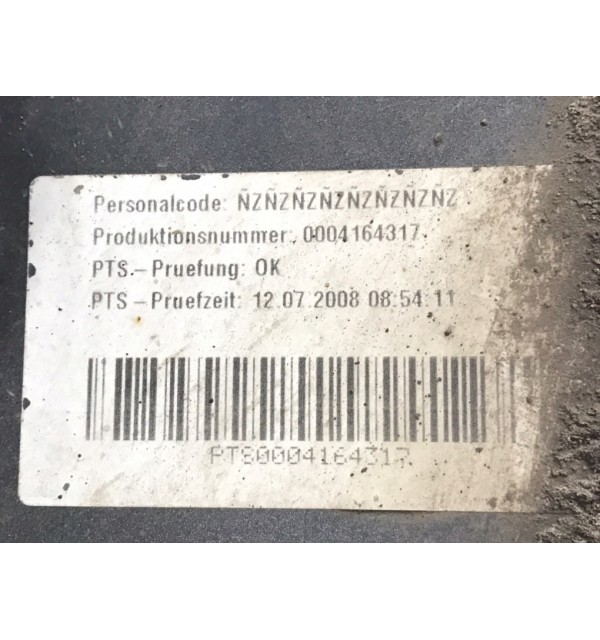 Personalcode: ÑZÑZÑZÑZÑZÑZÑZÑZ
Produktionsnummer: 0004164317
PTS.-Pruefung: OK
PTS -Pruefzeit: 12.07.2008 08:54:11
PTS0004164317